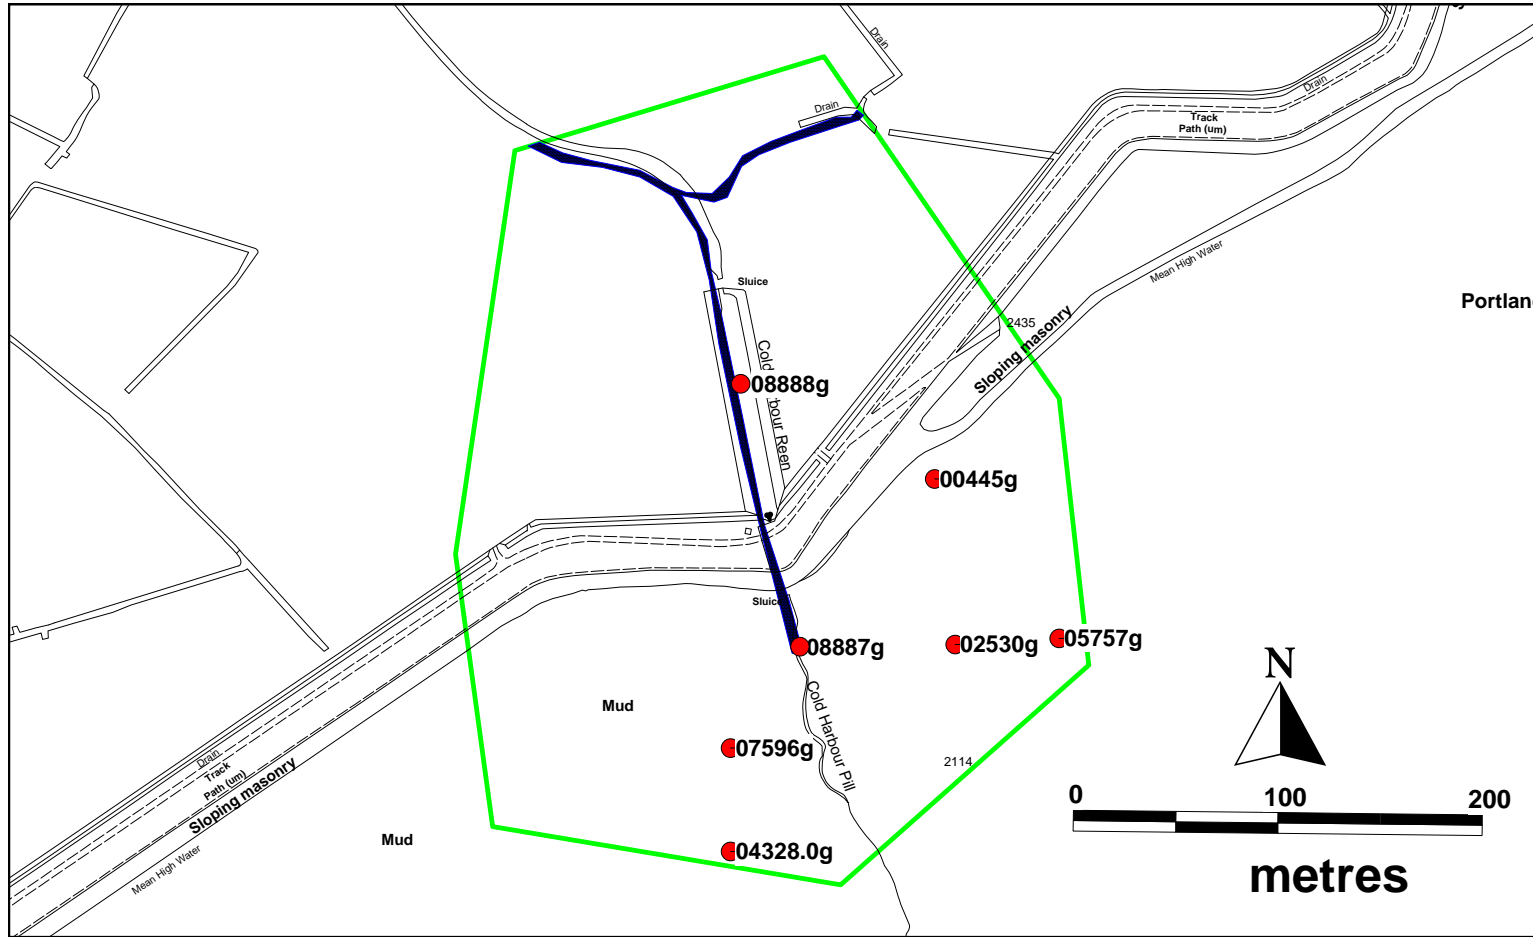 Drain
Drain
Drain
Track
Path (um)
Mean High Water
Sluice
Portlan
2435
Sloping masonry
Cold
bour Reen
08888g
00445g
Sluice
08887g
02530g
05757g
N
Mud
Cold Harbour Pill
07596g
2114
Drain
Track
Path (um)
Sloping masonry
0
100
200
Mud
04328.0g
Mean High Water
metres